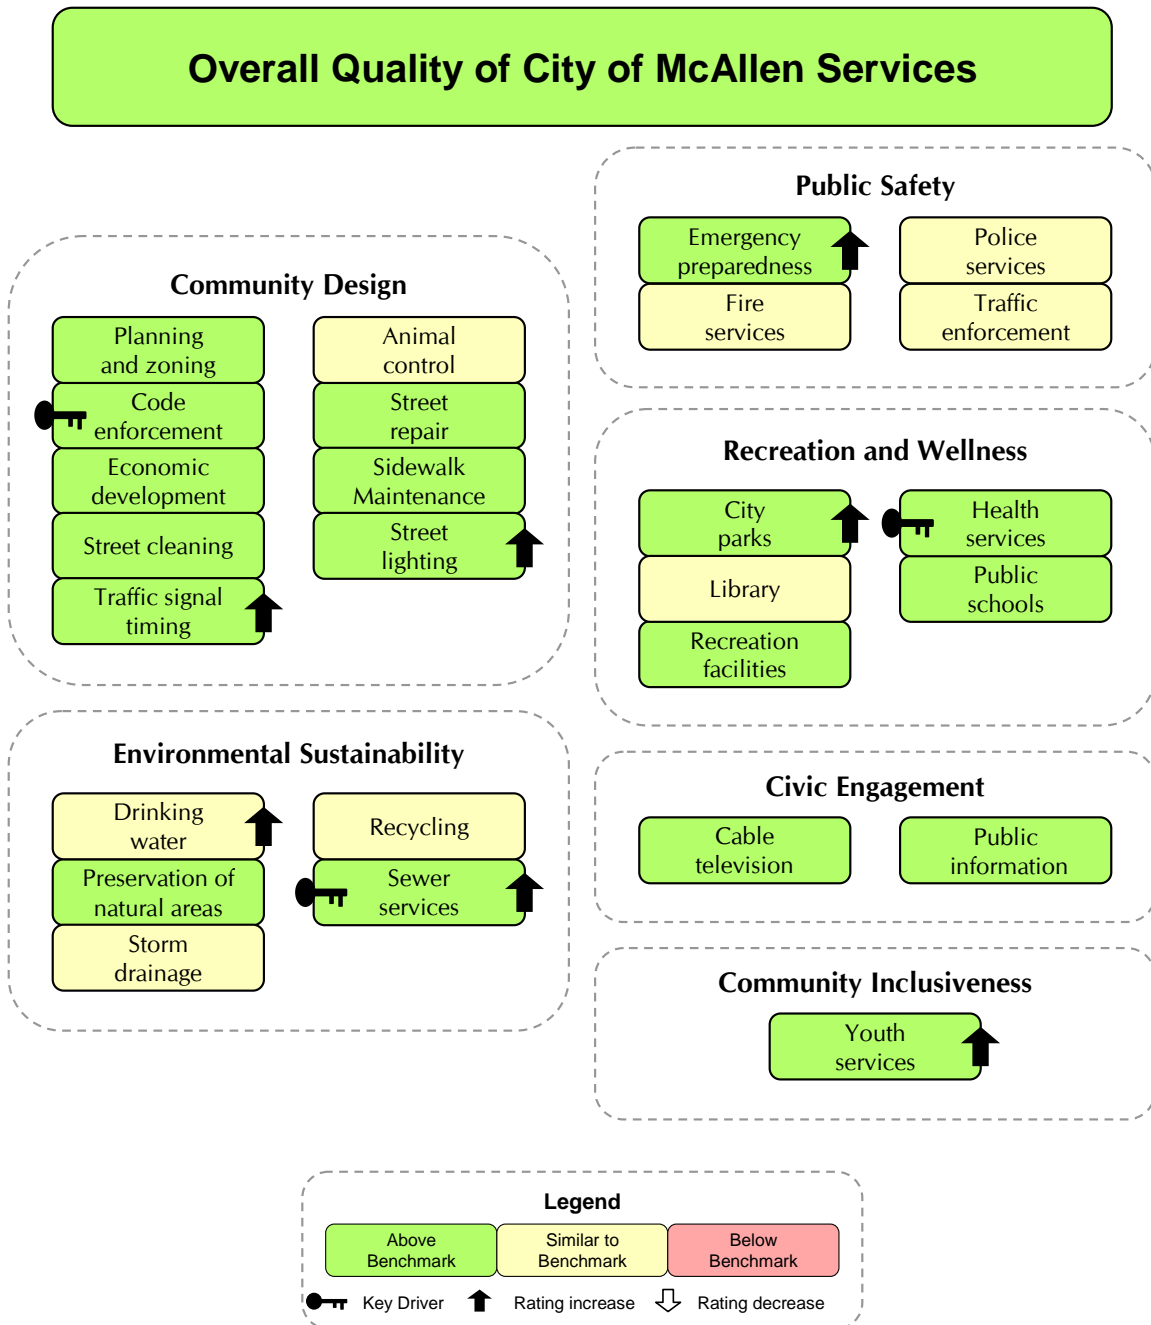 Overall Quality of City of McAllen Services
Community Design
Planning
and zoning
Code
enforcement
Economic
development
Street cleaning
Traffic signal
timing
Animal
control
Street
repair
Sidewalk
Maintenance
Street
lighting
Environmental Sustainability
Drinking
water
Preservation of
natural areas
Storm
drainage
Recycling
Sewer
services
Public Safety
Emergency
preparedness
Fire
services
Police
services
Traffic
enforcement
Recreation and Wellness
City
parks
Library
Recreation
facilities
Health
services
Public
schools
Civic Engagement
Cable
television
Public
information
Community Inclusiveness
Youth
services
Legend
Above
Benchmark
Similar to
Benchmark
Below
Benchmark
Key Driver
Rating increase
Rating decrease